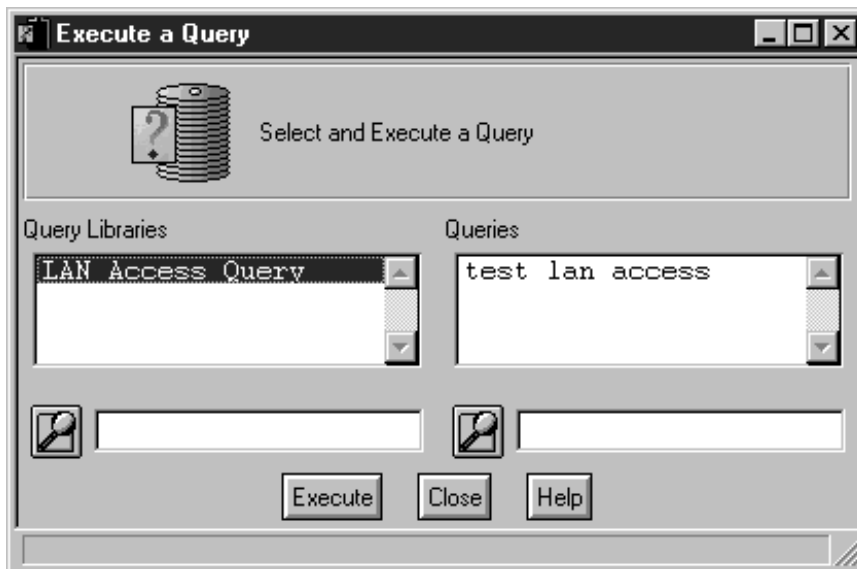 Execute a Query
Select and Execute a Query
Query Libraries
Queries
LAN Access Query
test lan access
Execute
Close
Help